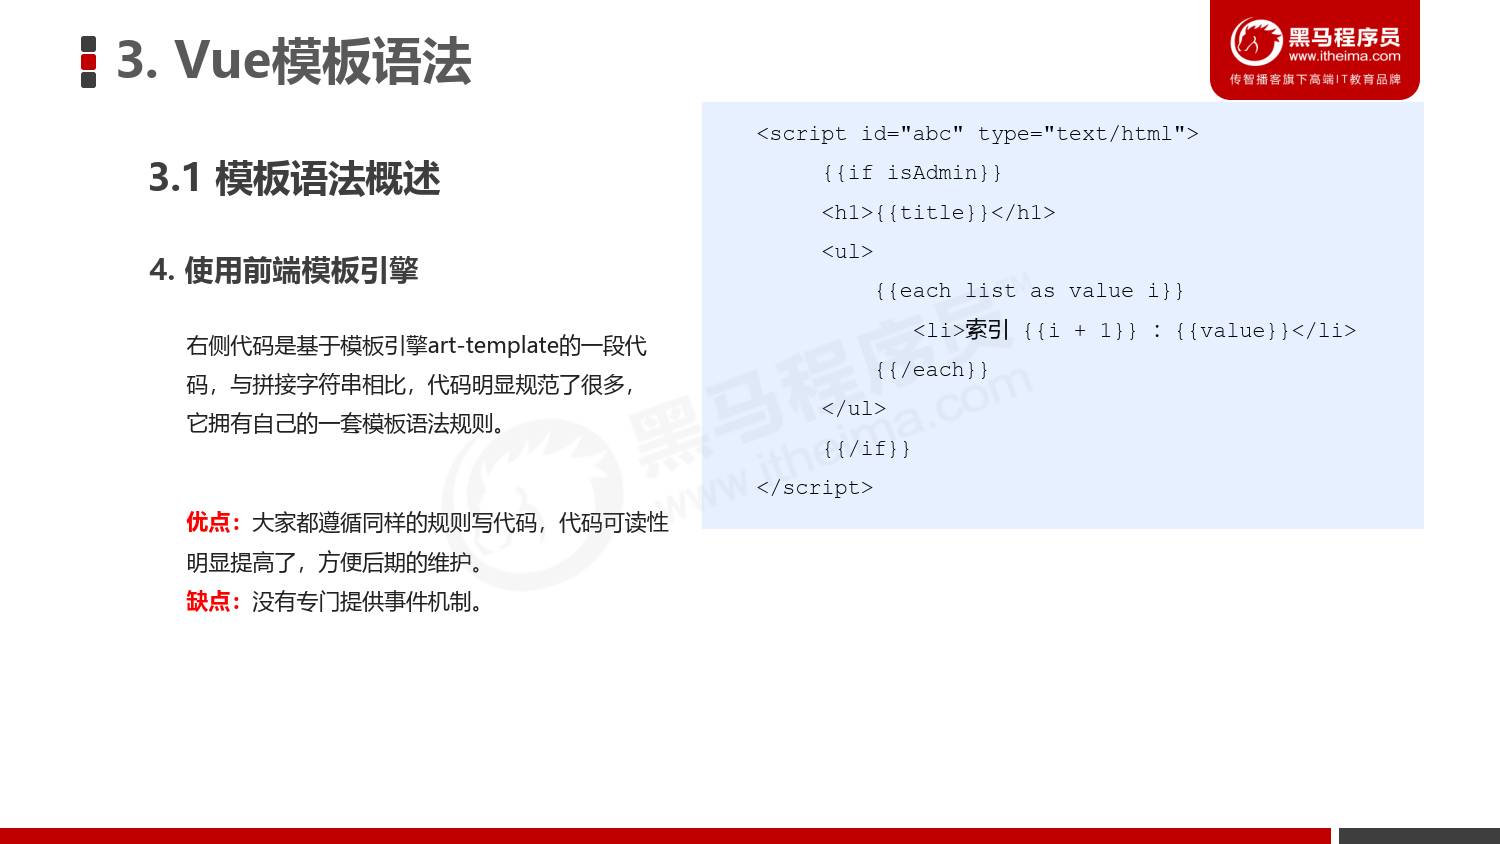 3. Vue模板语法
黑马程序员
www.itheima.com
传智播客旗下高端IT教育品牌
3.1 模板语法概述
4. 使用前端模板引擎
右侧代码是基于模板引擎art-template的一段代
码，与拼接字符串相比，代码明显规范了很多，
它拥有自己的一套模板语法规则。
优点：大家都遵循同样的规则写代码，代码可读性
明显提高了，方便后期的维护。
缺点：没有专门提供事件机制。
<script id="abc" type="text/html">
{{if isAdmin}}
<h1>{{title}}</h1>
<ul>
{{each list as value i}}
<li>索引 {{i + 1}} : {{value}}</li>
{{/each}}
</ul>
{{/if}}
</script>
黑马程序员™
www.itheima.com